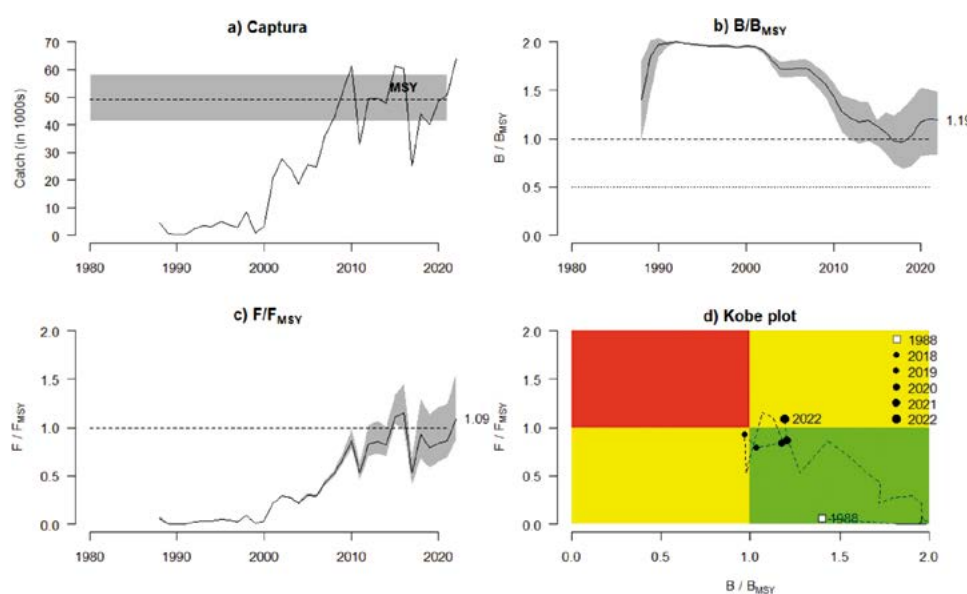 a) Captura
Catch (in 1000s)
70
60
50
40
30
20
10
0
MSY
1980 1990 2000 2010 2020
b) B/BMSY
B / BMSY
2.0
1.5
1.0
0.5
0.0
1.19
1980 1990 2000 2010 2020
c) F/FMSY
F / FMSY
2.0
1.5
1.0
0.5
0.0
1.09
1980 1990 2000 2010 2020
d) Kobe plot
F / FMSY
2.0
1.5
1.0
0.5
0.0
1988
2018
2019
2020
2021
2022
2022
1988
0.0 0.5 1.0 1.5 2.0
B / BMSY